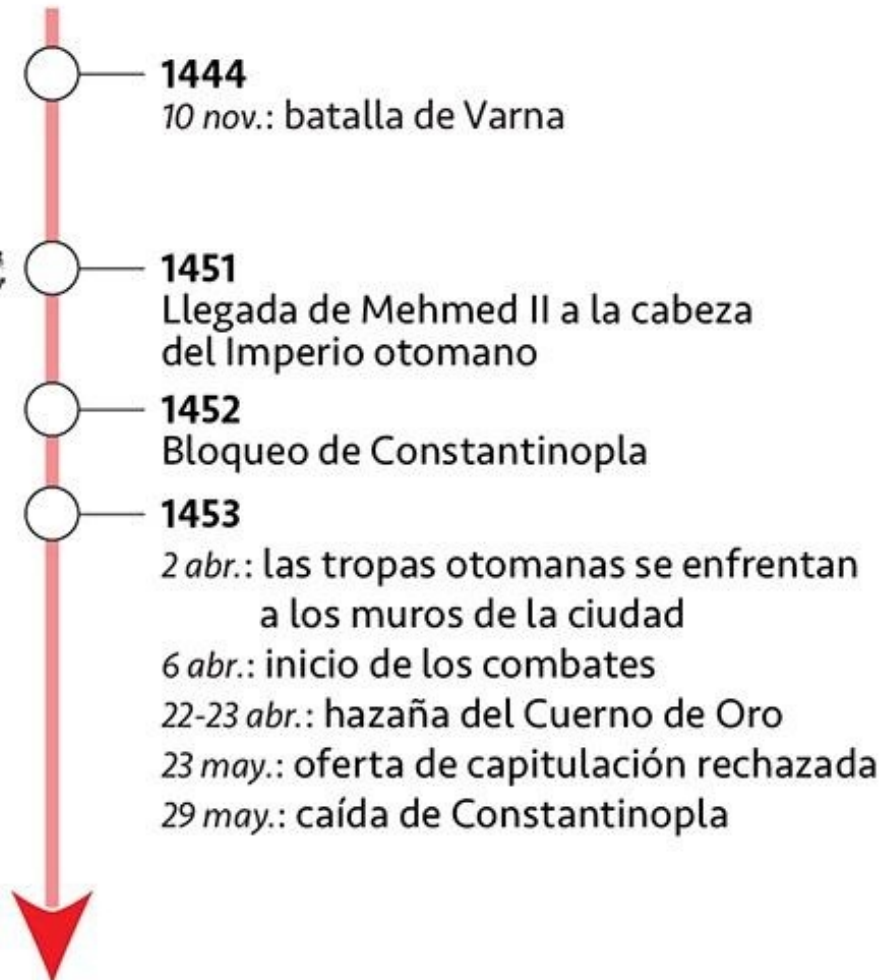 1444
10 nov.: batalla de Varna
1451
Llegada de Mehmed II a la cabeza
del Imperio otomano
1452
Bloqueo de Constantinopla
1453
2 abr.: las tropas otomanas se enfrentan
a los muros de la ciudad
6 abr.: inicio de los combates
22-23 abr.: hazaña del Cuerno de Oro
23 may.: oferta de capitulación rechazada
29 may.: caída de Constantinopla